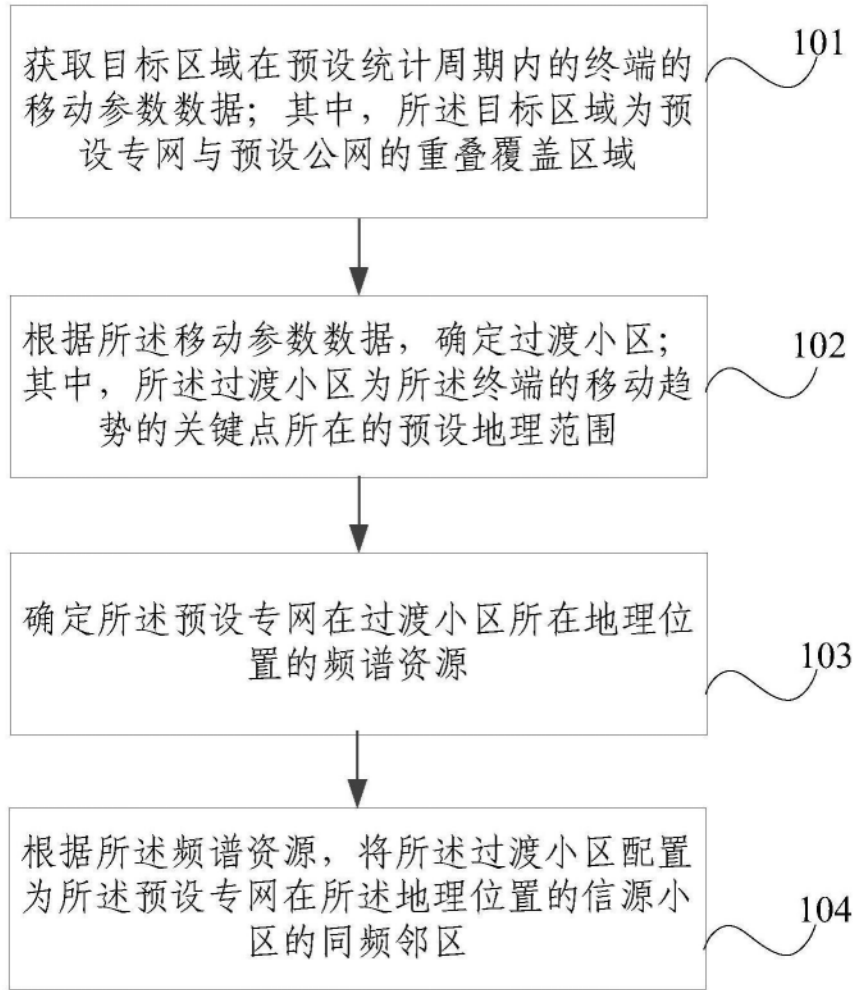 获取目标区域在预设统计周期内的终端的
移动参数数据；其中，所述目标区域为预
设专网与预设公网的重叠覆盖区域
101
根据所述移动参数数据，确定过渡小区；
其中，所述过渡小区为所述终端的移动趋
势的关键点所在的预设地理范围
102
确定所述预设专网在过渡小区所在地理位
置的频谱资源
103
根据所述频谱资源，将所述过渡小区配置
为所述预设专网在所述地理位置的信源小
区的同频邻区
104